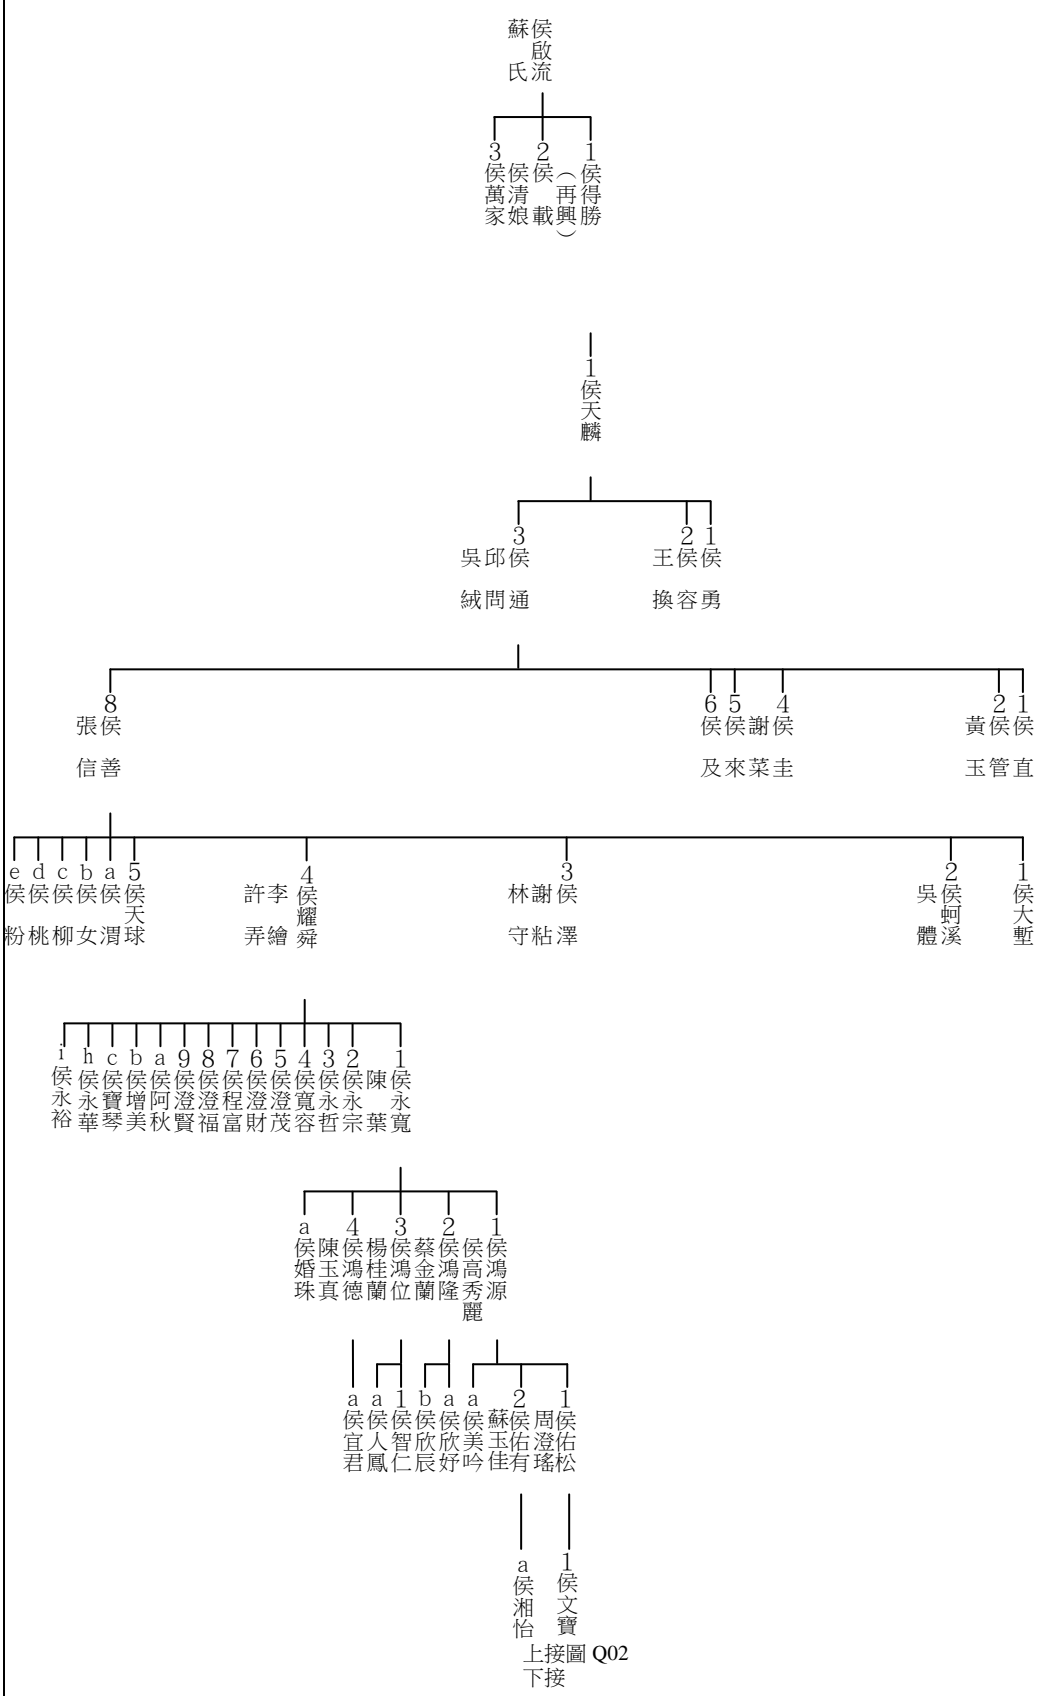 侯啟流
蘇氏
1侯得勝
（再興）
2侯載
侯清娘
3侯萬家
1侯天麟
1侯勇
2侯容
王換
3侯通
邱問
吳絨
1侯直
2侯管
黃玉
4侯圭
謝菜
5侯來
6侯及
8侯善
張信
1侯大塹
2侯蚵溪
吳體
3侯澤
謝粘
林守
4侯耀舜
李繪
許弄
5侯天球
a侯渭
b侯女
c侯柳
d侯桃
e侯粉
1侯永寬
陳葉
2侯永宗
3侯永哲
4侯寬容
5侯澄茂
6侯澄財
7侯程富
8侯澄福
9侯澄賢
a侯阿秋
b侯增美
c侯寶琴
h侯永華
i侯永裕
1侯鴻源
侯高秀麗
2侯鴻隆
蔡金蘭
3侯鴻位
楊桂蘭
4侯鴻德
陳玉真
a侯婚珠
1侯佑松
周澄瑤
2侯佑有
蘇玉佳
a侯美吟
a侯欣妤
b侯欣辰
1侯智仁
a侯人鳳
a侯宜君
1侯文寶
a侯湘怡
上接圖 Q02
下接